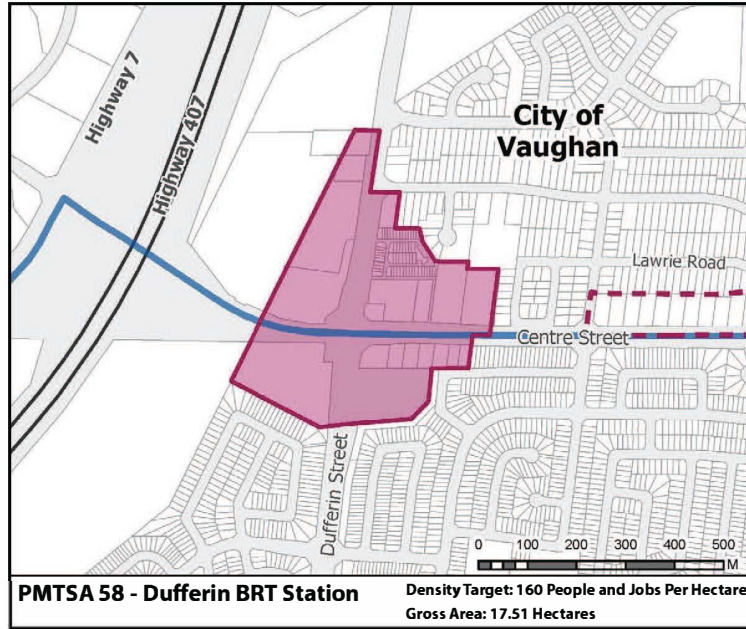 Highway 7
Highway 407
City of
Vaughan
Lawrie Road
Centre Street
Dufferin Street
0 100 200 300 400 500
M
PMTSA 58 - Dufferin BRT Station
Density Target: 160 People and Jobs Per Hectare
Gross Area: 17.51 Hectares